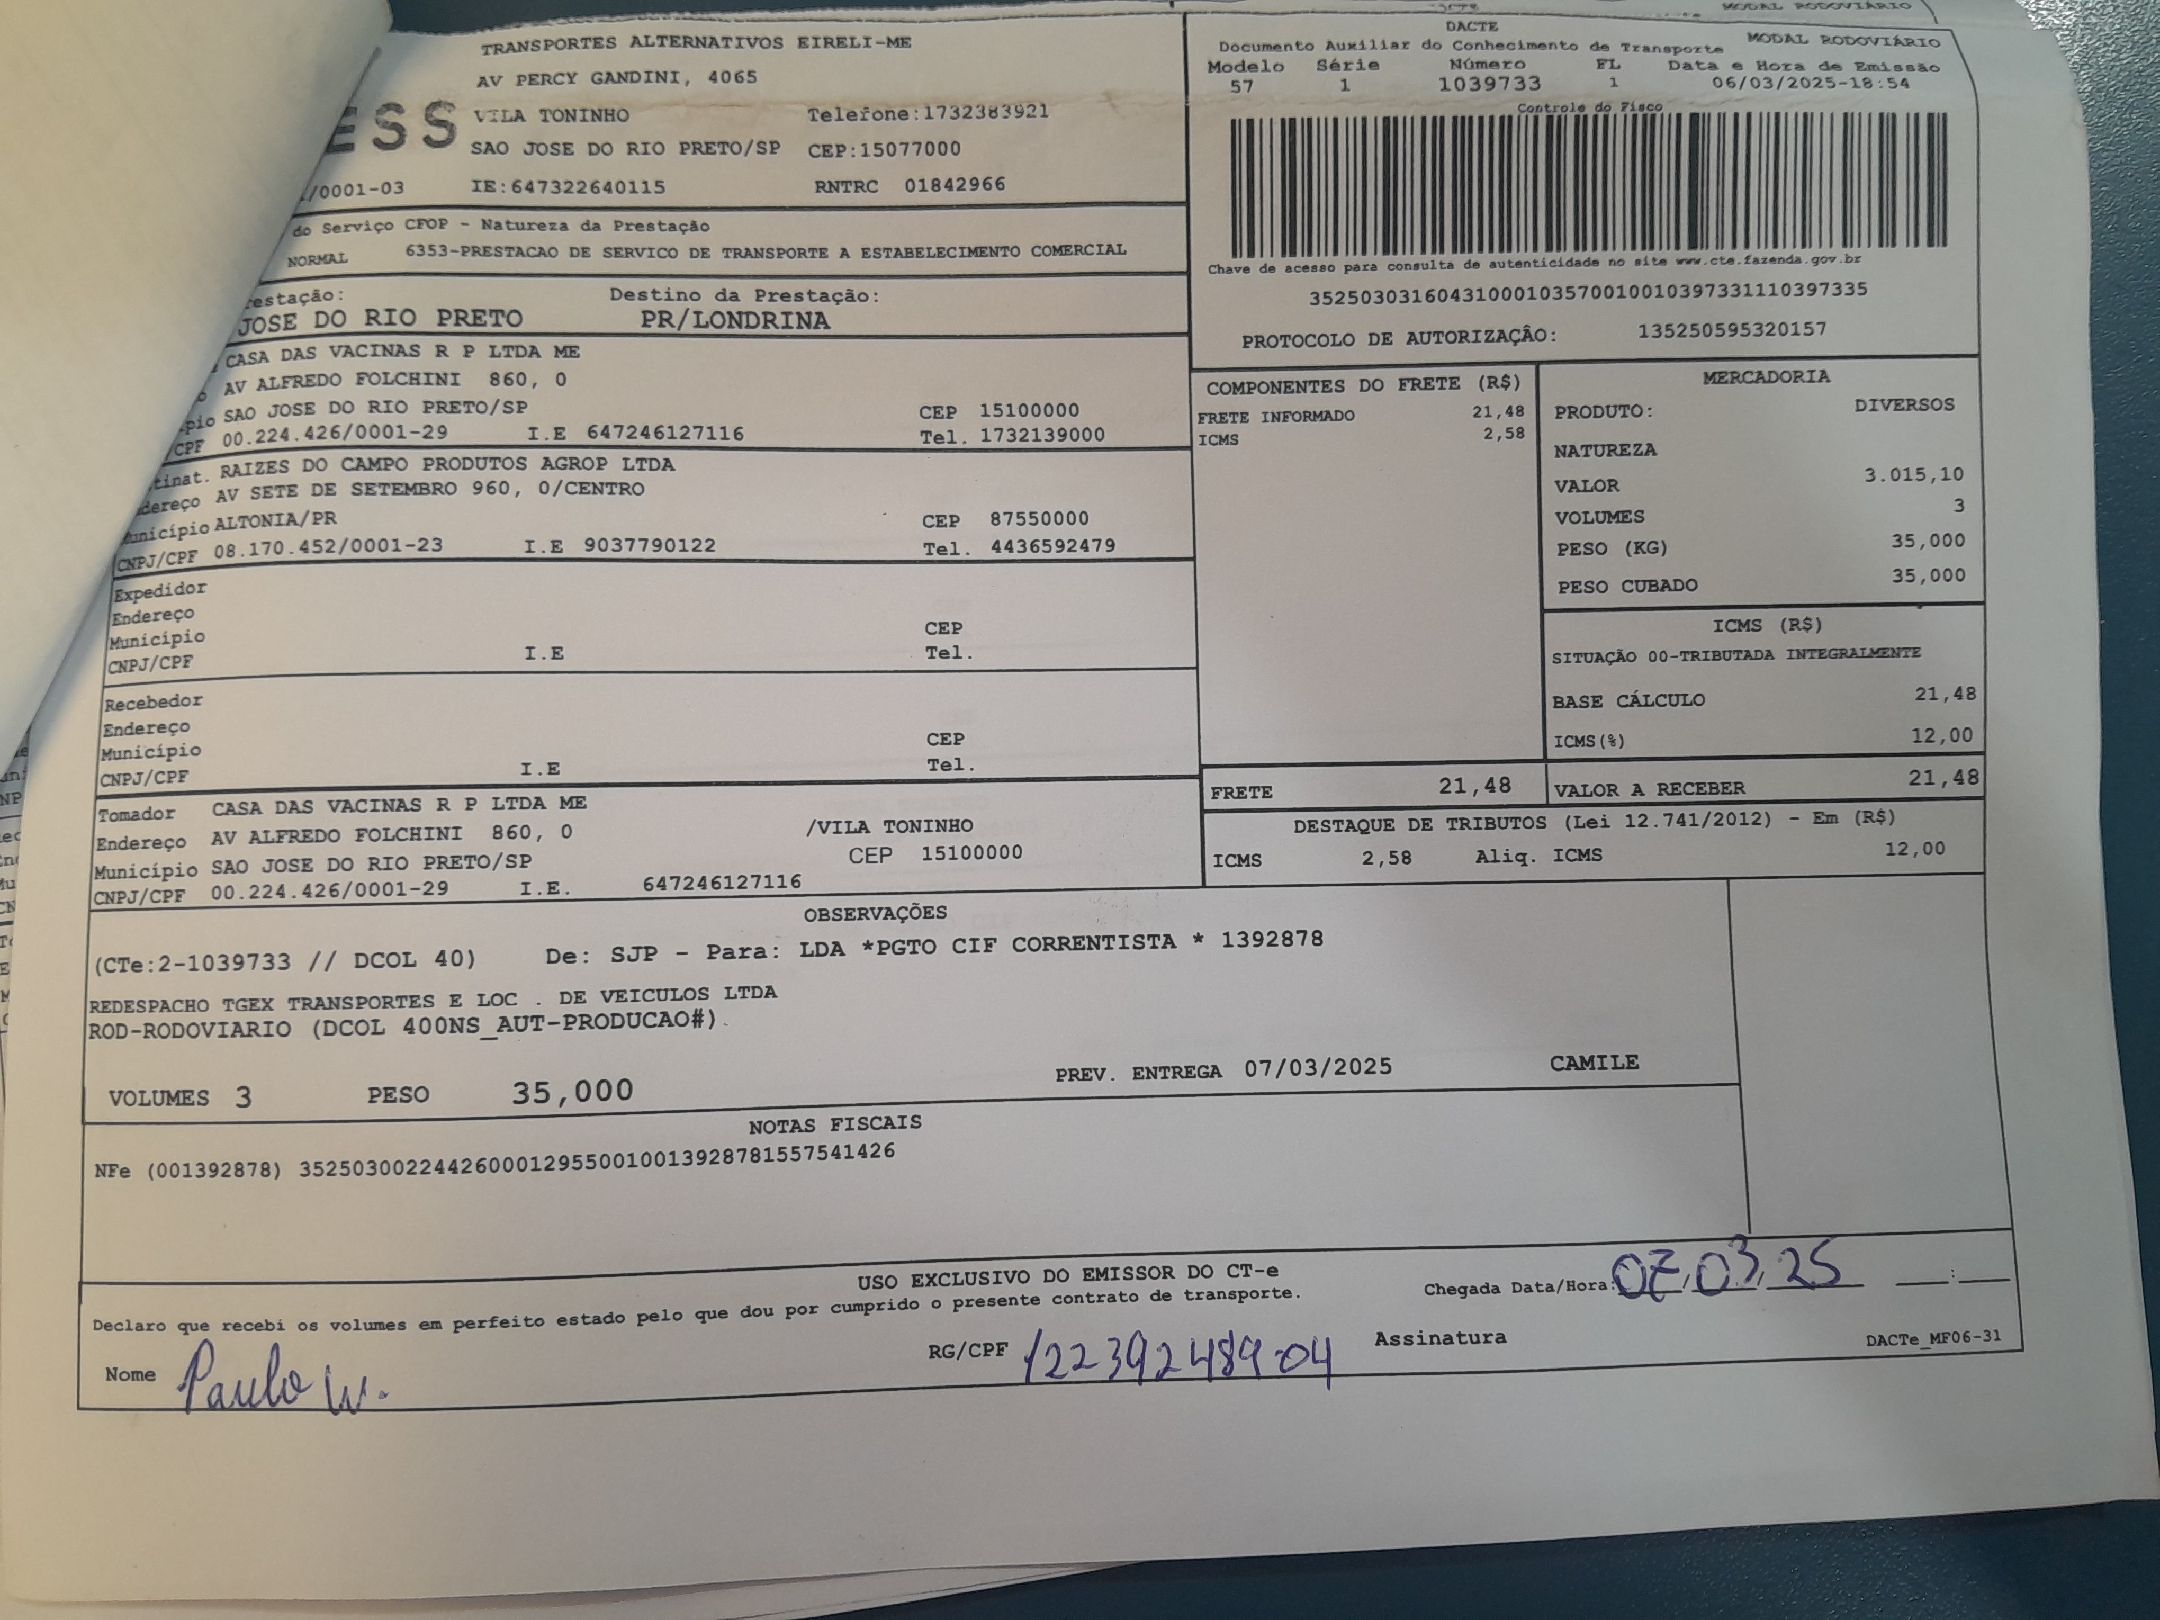 MODAL RODOVIÁRIO
TRANSPORTES ALTERNATIVOS EIRELI-ME
AV PERCY GANDINI, 4065
ESS
VILA TONINHO Telefone:1732383921
SAO JOSE DO RIO PRETO/SP CEP:15077000
/0001-03 IE:647322640115 RNTRC 01842966
DACTE
Documento Auxiliar do Conhecimento de Transporte MODAL RODOVIÁRIO
Modelo Série Número FL Data e Hora de Emissão
57 1 1039733 1 06/03/2025-18:54
Controle do Fisco
Chave de acesso para consulta de autenticidade no site www.cte.fazenda.gov.br
35250303160431000103570010010397331110397335
PROTOCOLO DE AUTORIZAÇÂO: 135250595320157
do Serviço CFOP - Natureza da Prestação
NORMAL 6353-PRESTACAO DE SERVICO DE TRANSPORTE A ESTABELECIMENTO COMERCIAL
restação: Destino da Prestação:
JOSE DO RIO PRETO PR/LONDRINA
CASA DAS VACINAS R P LTDA ME
AV ALFREDO FOLCHINI 860, 0
pio SAO JOSE DO RIO PRETO/SP CEP 15100000
/CPF 00.224.426/0001-29 I.E 647246127116 Tel. 1732139000
tinat. RAIZES DO CAMPO PRODUTOS AGROP LTDA
dereço AV SETE DE SETEMBRO 960, 0/CENTRO
unicípio ALTONIA/PR CEP 87550000
CNPJ/CPF 08.170.452/0001-23 I.E 9037790122 Tel. 4436592479
Expedidor
Endereço
Município CEP
CNPJ/CPF I.E Tel.
Recebedor
Endereço
Município CEP
CNPJ/CPF I.E Tel.
Tomador CASA DAS VACINAS R P LTDA ME
Endereço AV ALFREDO FOLCHINI 860, 0 /VILA TONINHO
Município SAO JOSE DO RIO PRETO/SP CEP 15100000
CNPJ/CPF 00.224.426/0001-29 I.E. 647246127116
COMPONENTES DO FRETE (R$)
FRETE INFORMADO 21,48
ICMS 2,58
MERCADORIA
PRODUTO: DIVERSOS
NATUREZA
VALOR 3.015,10
VOLUMES 3
PESO (KG) 35,000
PESO CUBADO 35,000
ICMS (R$)
SITUAÇÃO 00-TRIBUTADA INTEGRALMENTE
BASE CÁLCULO 21,48
ICMS(%) 12,00
FRETE 21,48 VALOR A RECEBER 21,48
DESTAQUE DE TRIBUTOS (Lei 12.741/2012) - Em (R$)
ICMS 2,58 Aliq. ICMS 12,00
OBSERVAÇÕES
(CTe:2-1039733 // DCOL 40) De: SJP - Para: LDA *PGTO CIF CORRENTISTA * 1392878
REDESPACHO TGEX TRANSPORTES E LOC . DE VEICULOS LTDA
ROD-RODOVIARIO (DCOL 400NS_AUT-PRODUCAO#).
VOLUMES 3 PESO 35,000 PREV. ENTREGA 07/03/2025 CAMILE
NOTAS FISCAIS
NFe (001392878) 35250300224426000129550010013928781557541426
USO EXCLUSIVO DO EMISSOR DO CT-e
Declaro que recebi os volumes em perfeito estado pelo que dou por cumprido o presente contrato de transporte.
Chegada Data/Hora: 07/03/25 __:__
Nome Paulo W. RG/CPF 122392489-04 Assinatura DACTe_MF06-31